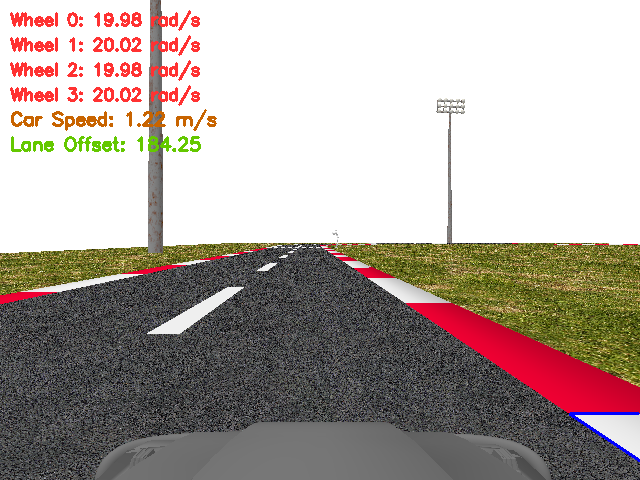 Wheel 0: 19.98 rad/s
Wheel 1: 20.02 rad/s
Wheel 2: 19.98 rad/s
Wheel 3: 20.02 rad/s
Car Speed: 1.22 m/s
Lane Offset: 184.25